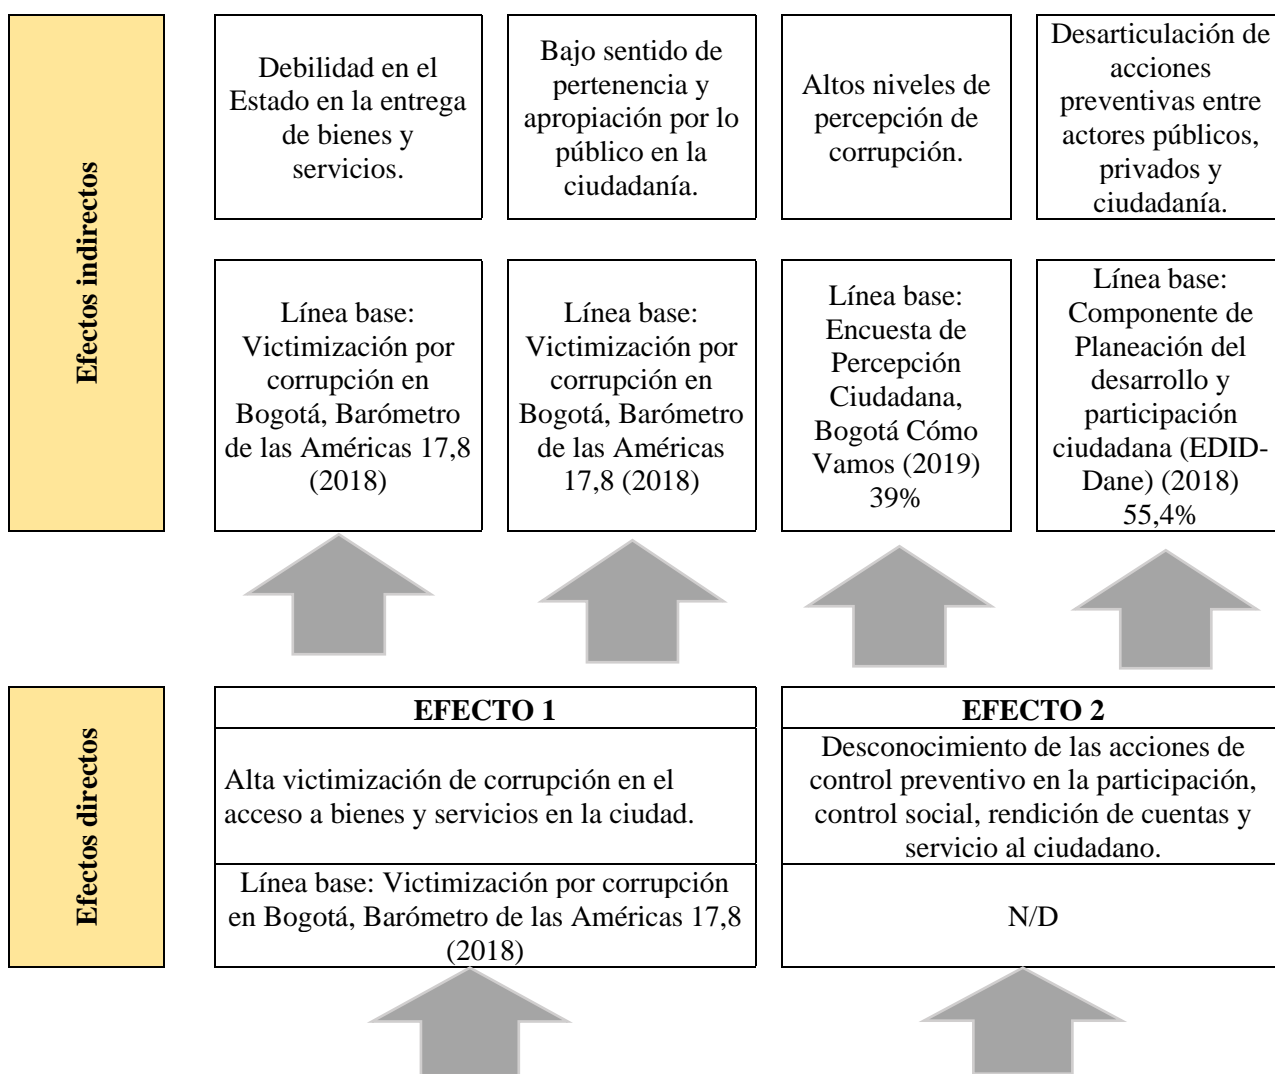 Efectos indirectos
Debilidad en el
Estado en la entrega
de bienes y
servicios.
Bajo sentido de
pertenencia y
apropiación por lo
público en la
ciudadanía.
Altos niveles de
percepción de
corrupción.
Desarticulación de
acciones
preventivas entre
actores públicos,
privados y
ciudadanía.
Línea base:
Victimización por
corrupción en
Bogotá, Barómetro
de las Américas 17,8
(2018)
Línea base:
Victimización por
corrupción en
Bogotá, Barómetro
de las Américas
17,8 (2018)
Línea base:
Encuesta de
Percepción
Ciudadana,
Bogotá Cómo
Vamos (2019)
39%
Línea base:
Componente de
Planeación del
desarrollo y
participación
ciudadana (EDID-
Dane) (2018)
55,4%
Efectos directos
EFECTO 1
Alta victimización de corrupción en el
acceso a bienes y servicios en la ciudad.
Línea base: Victimización por corrupción
en Bogotá, Barómetro de las Américas 17,8
(2018)
EFECTO 2
Desconocimiento de las acciones de
control preventivo en la participación,
control social, rendición de cuentas y
servicio al ciudadano.
N/D